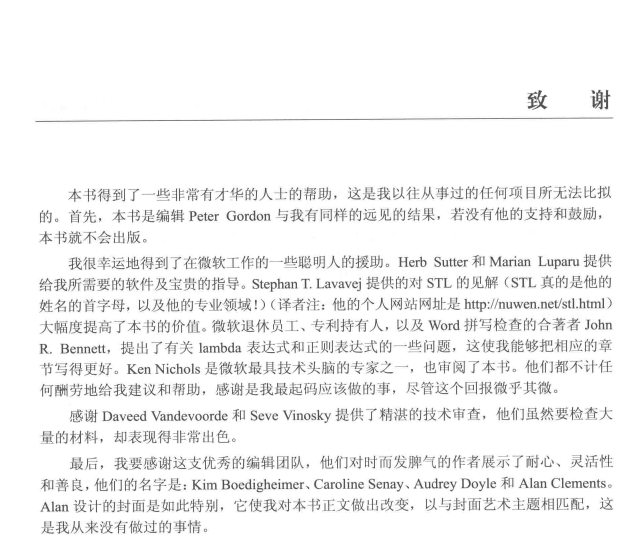 致 谢
本书得到了一些非常有才华的人士的帮助，这是我以往从事过的任何项目所无法比拟
的。首先，本书是编辑 Peter Gordon 与我有同样的远见的结果，若没有他的支持和鼓励，
本书就不会出版。
我很幸运地得到了在微软工作的一些聪明人的援助。Herb Sutter 和 Marian Luparu 提供
给我所需要的软件及宝贵的指导。Stephan T. Lavavej 提供的对 STL 的见解（STL 真的是他的
姓名的首字母，以及他的专业领域！）（译者注：他的个人网站网址是 http://nuwen.net/stl.html）
大幅度提高了本书的价值。微软退休员工、专利持有人，以及 Word 拼写检查的合著者 John
R. Bennett，提出了有关 lambda 表达式和正则表达式的一些问题，这使我能够把相应的章
节写得更好。Ken Nichols 是微软最具技术头脑的专家之一，也审阅了本书。他们都不计任
何酬劳地给我建议和帮助，感谢是我最起码应该做的事，尽管这个回报微乎其微。
感谢 Daveed Vandevoorde 和 Seve Vinosky 提供了精湛的技术审查，他们虽然要检查大
量的材料，却表现得非常出色。
最后，我要感谢这支优秀的编辑团队，他们对时而发脾气的作者展示了耐心、灵活性
和善良，他们的名字是：Kim Boedigheimer、Caroline Senay、Audrey Doyle 和 Alan Clements。
Alan 设计的封面是如此特别，它使我对本书正文做出改变，以与封面艺术主题相匹配，这
是我从来没有做过的事情。